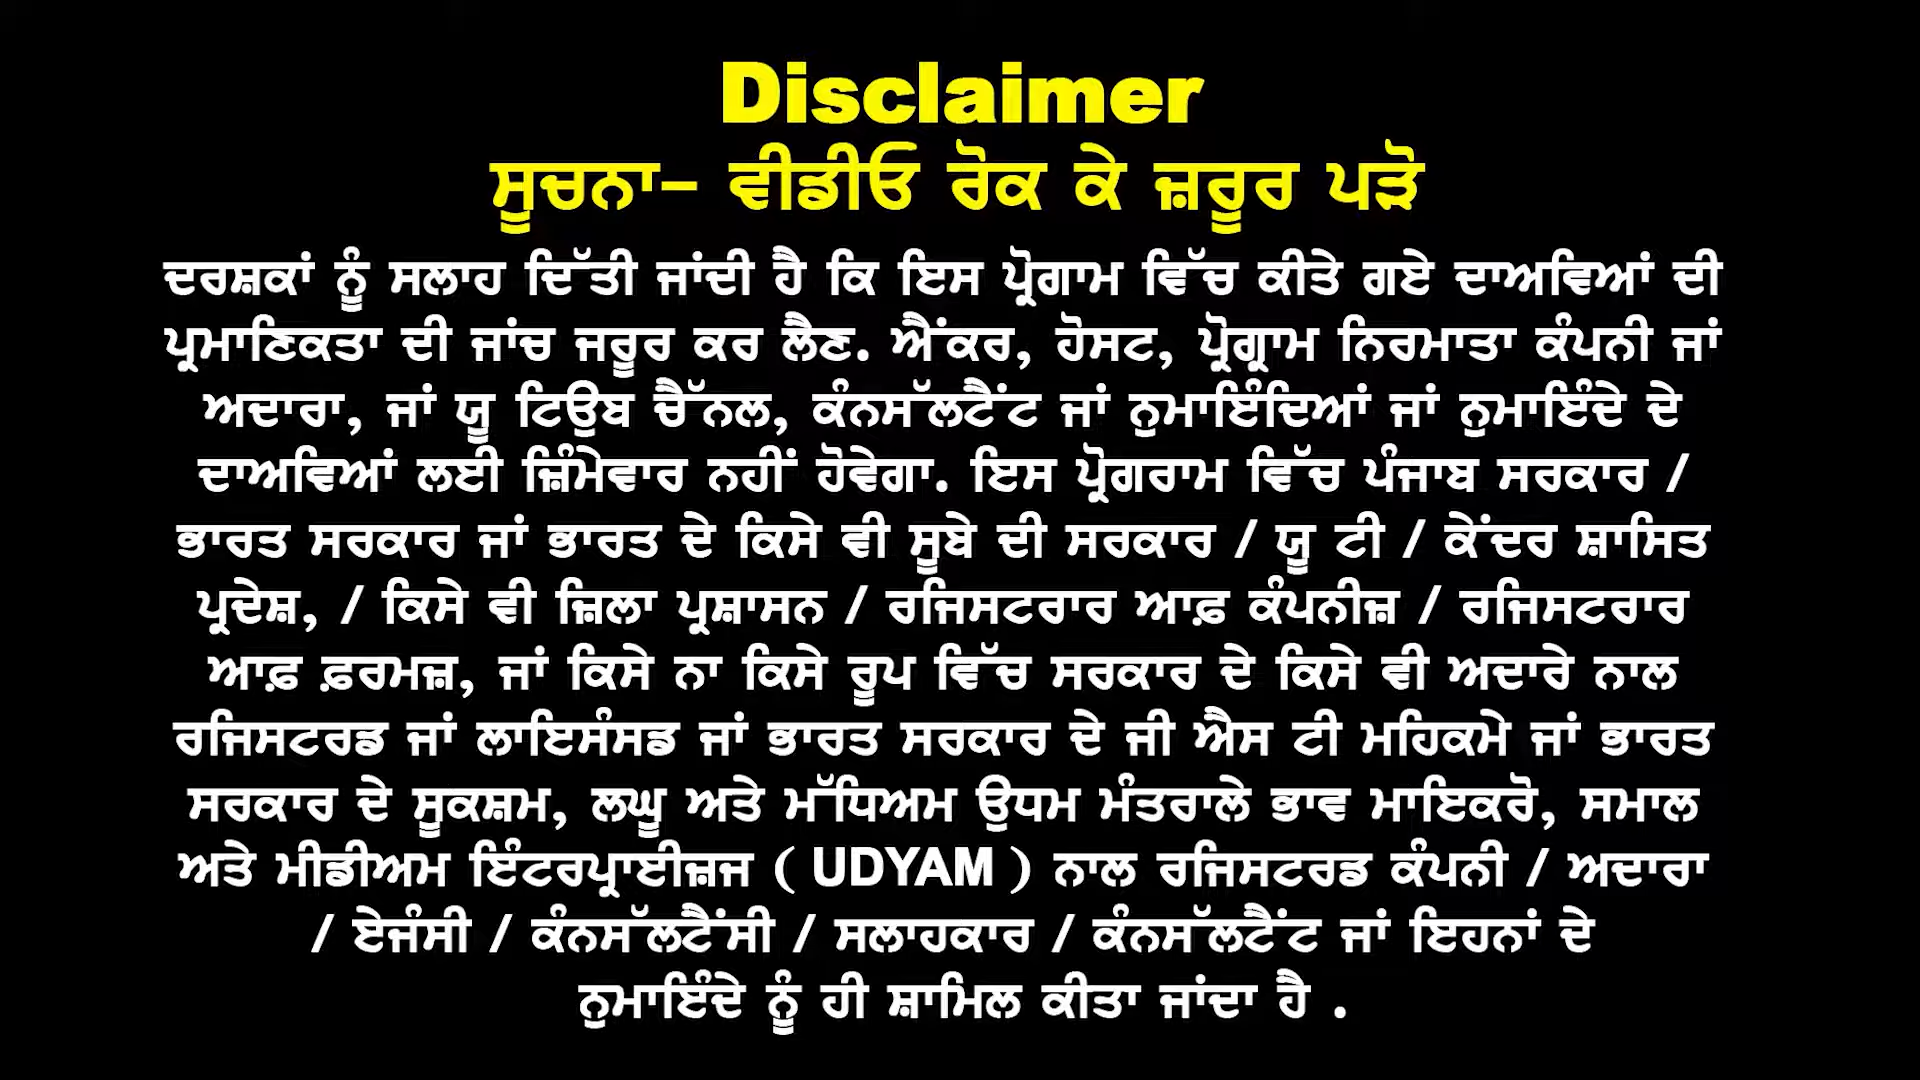 Disclaimer
ਸੂਚਨਾ- ਵੀਡੀਓ ਰੋਕ ਕੇ ਜ਼ਰੂਰ ਪੜੋ
ਦਰਸ਼ਕਾਂ ਨੂੰ ਸਲਾਹ ਦਿੱਤੀ ਜਾਂਦੀ ਹੈ ਕਿ ਇਸ ਪ੍ਰੋਗਾਮ ਵਿੱਚ ਕੀਤੇ ਗਏ ਦਾਅਵਿਆਂ ਦੀ
ਪ੍ਰਮਾਣਿਕਤਾ ਦੀ ਜਾਂਚ ਜਰੂਰ ਕਰ ਲੈਣ. ਐਂਕਰ, ਹੋਸਟ, ਪ੍ਰੋਗ੍ਰਾਮ ਨਿਰਮਾਤਾ ਕੰਪਨੀ ਜਾਂ
ਅਦਾਰਾ, ਜਾਂ ਯੂ ਟਿਊਬ ਚੈੱਨਲ, ਕੰਨਸੱਲਟੈਂਟ ਜਾਂ ਨੁਮਾਇੰਦਿਆਂ ਜਾਂ ਨੁਮਾਇੰਦੇ ਦੇ
ਦਾਅਵਿਆਂ ਲਈ ਜ਼ਿੰਮੇਵਾਰ ਨਹੀਂ ਹੋਵੇਗਾ. ਇਸ ਪ੍ਰੋਗਰਾਮ ਵਿੱਚ ਪੰਜਾਬ ਸਰਕਾਰ /
ਭਾਰਤ ਸਰਕਾਰ ਜਾਂ ਭਾਰਤ ਦੇ ਕਿਸੇ ਵੀ ਸੂਬੇ ਦੀ ਸਰਕਾਰ / ਯੂ ਟੀ / ਕੇਂਦਰ ਸ਼ਾਸਿਤ
ਪ੍ਰਦੇਸ਼, / ਕਿਸੇ ਵੀ ਜ਼ਿਲਾ ਪ੍ਰਸ਼ਾਸਨ / ਰਜਿਸਟਰਾਰ ਆਫ਼ ਕੰਪਨੀਜ਼ / ਰਜਿਸਟਰਾਰ
ਆਫ਼ ਫ਼ਰਮਜ਼, ਜਾਂ ਕਿਸੇ ਨਾ ਕਿਸੇ ਰੂਪ ਵਿੱਚ ਸਰਕਾਰ ਦੇ ਕਿਸੇ ਵੀ ਅਦਾਰੇ ਨਾਲ
ਰਜਿਸਟਰਡ ਜਾਂ ਲਾਇਸੰਸਡ ਜਾਂ ਭਾਰਤ ਸਰਕਾਰ ਦੇ ਜੀ ਐਸ ਟੀ ਮਹਿਕਮੇ ਜਾਂ ਭਾਰਤ
ਸਰਕਾਰ ਦੇ ਸੂਕਸ਼ਮ, ਲਘੂ ਅਤੇ ਮੱਧਿਅਮ ਉਧਮ ਮੰਤਰਾਲੇ ਭਾਵ ਮਾਇਕਰੋ, ਸਮਾਲ
ਅਤੇ ਮੀਡੀਅਮ ਇੰਟਰਪ੍ਰਾਈਜ਼ਜ ( UDYAM ) ਨਾਲ ਰਜਿਸਟਰਡ ਕੰਪਨੀ / ਅਦਾਰਾ
/ ਏਜੰਸੀ / ਕੰਨਸੱਲਟੈਂਸੀ / ਸਲਾਹਕਾਰ / ਕੰਨਸੱਲਟੈਂਟ ਜਾਂ ਇਹਨਾਂ ਦੇ
ਨੁਮਾਇੰਦੇ ਨੂੰ ਹੀ ਸ਼ਾਮਿਲ ਕੀਤਾ ਜਾਂਦਾ ਹੈ .